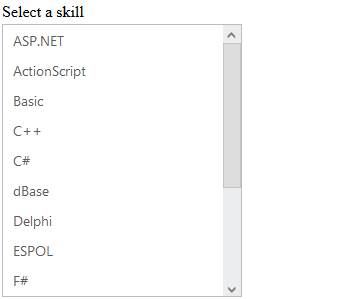 Select a skill
ASP.NET
ActionScript
Basic
C++
C#
dBase
Delphi
ESPOL
F#